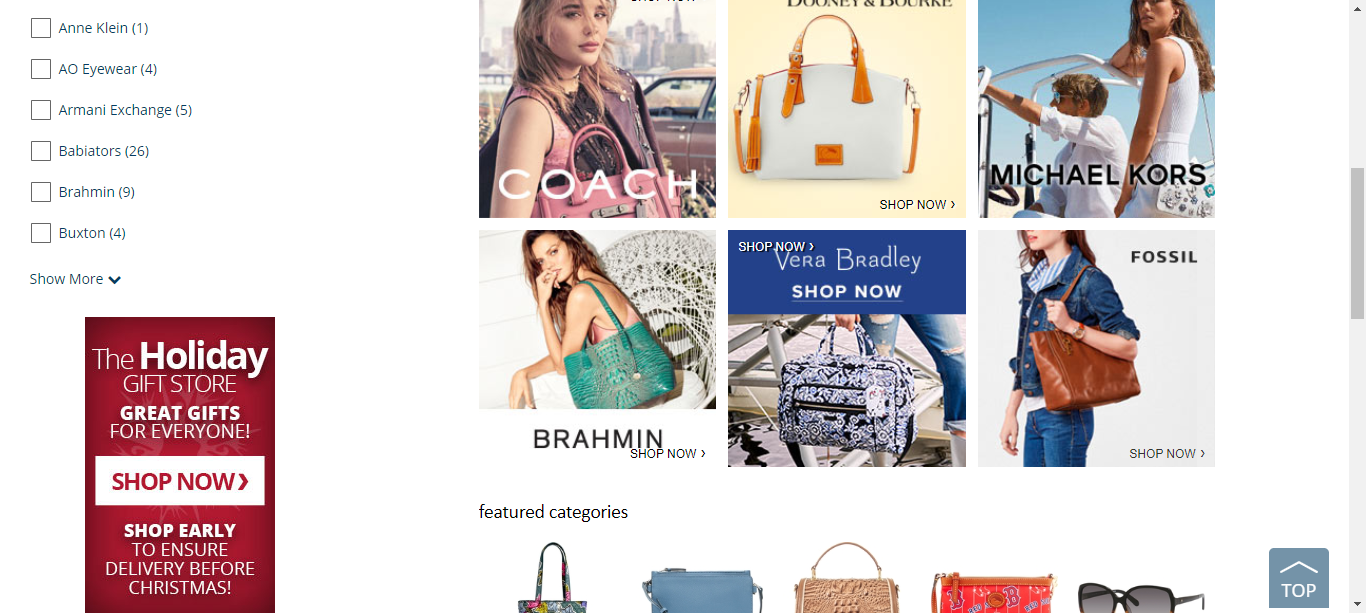 Anne Klein (1)
AO Eyewear (4)
Armani Exchange (5)
Babiators (26)
Brahmin (9)
Buxton (4)
Show More
The Holiday
GIFT STORE
GREAT GIFTS
FOR EVERYONE!
SHOP NOW ›
SHOP EARLY
TO ENSURE
DELIVERY BEFORE
CHRISTMAS!
SHOP NOW
COACH
DOONEY & BOURKE
SHOP NOW ›
MICHAEL KORS
BRAHMIN
SHOP NOW ›
SHOP NOW ›
Vera Bradley
SHOP NOW
FOSSIL
SHOP NOW ›
featured categories
B
B
TOP